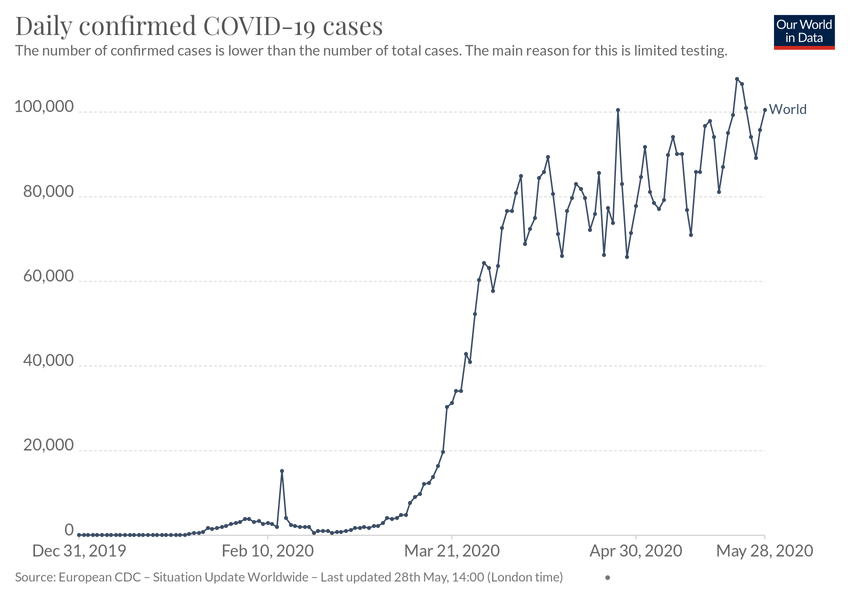 Daily confirmed COVID-19 cases
The number of confirmed cases is lower than the number of total cases. The main reason for this is limited testing.
Our World
in Data
100,000
World
80,000
60,000
40,000
20,000
0
Dec 31, 2019 Feb 10, 2020 Mar 21, 2020 Apr 30, 2020 May 28, 2020
Source: European CDC – Situation Update Worldwide – Last updated 28th May, 14:00 (London time) •